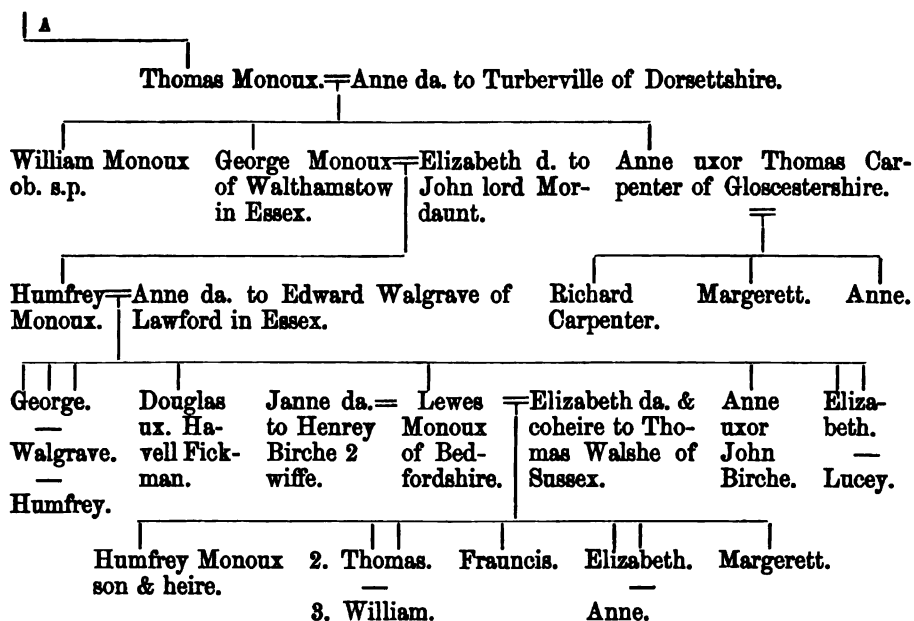 A
Thomas Monoux.=Anne da. to Turberville of Dorsettshire.
William Monoux
ob. s.p.
George Monoux=Elizabeth d. to
of Walthamstow
in Essex.
John lord Mor-
daunt.
Anne uxor Thomas Car-
penter of Gloscestershire.
=
Humfrey=Anne da. to Edward Walgrave of
Monoux.
Lawford in Essex.
Richard
Carpenter.
Margerett.
Anne.
George.
—
Walgrave.
—
Humfrey.
Douglas
ux. Ha-
vell Fick-
man.
Janne da.=
to Henrey
Birche 2
wiffe.
Lewes
Monoux
of Bed-
fordshire.
=Elizabeth da. &
coheire to Tho-
mas Walshe of
Sussex.
Anne
uxor
John
Birche.
Eliza-
beth.
—
Lucey.
Humfrey Monoux
son & heire.
2. Thomas.
—
3. William.
Frauncis.
Elizabeth.
—
Anne.
Margerett.